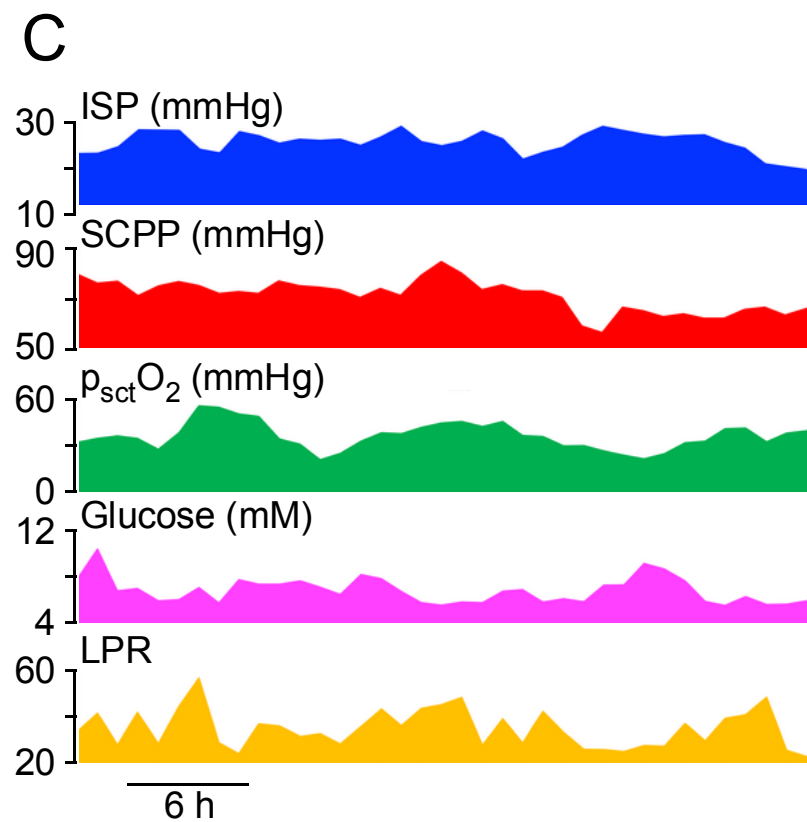 C
ISP (mmHg)
30
10
SCPP (mmHg)
90
50
psctO2 (mmHg)
60
0
Glucose (mM)
12
4
LPR
60
20
6 h